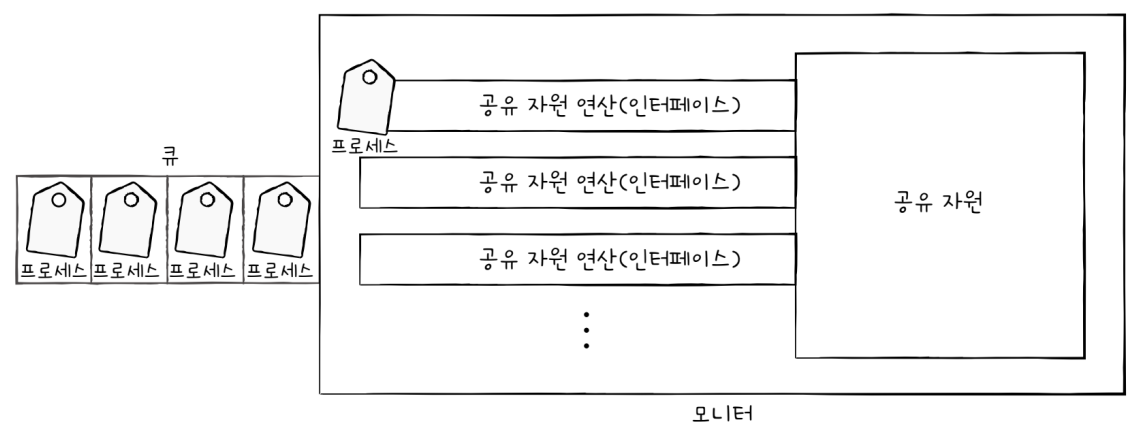 큐
프로세스 프로세스 프로세스 프로세스
프로세스
공유 자원 연산(인터페이스)
공유 자원 연산(인터페이스)
공유 자원 연산(인터페이스)
공유 자원
모니터